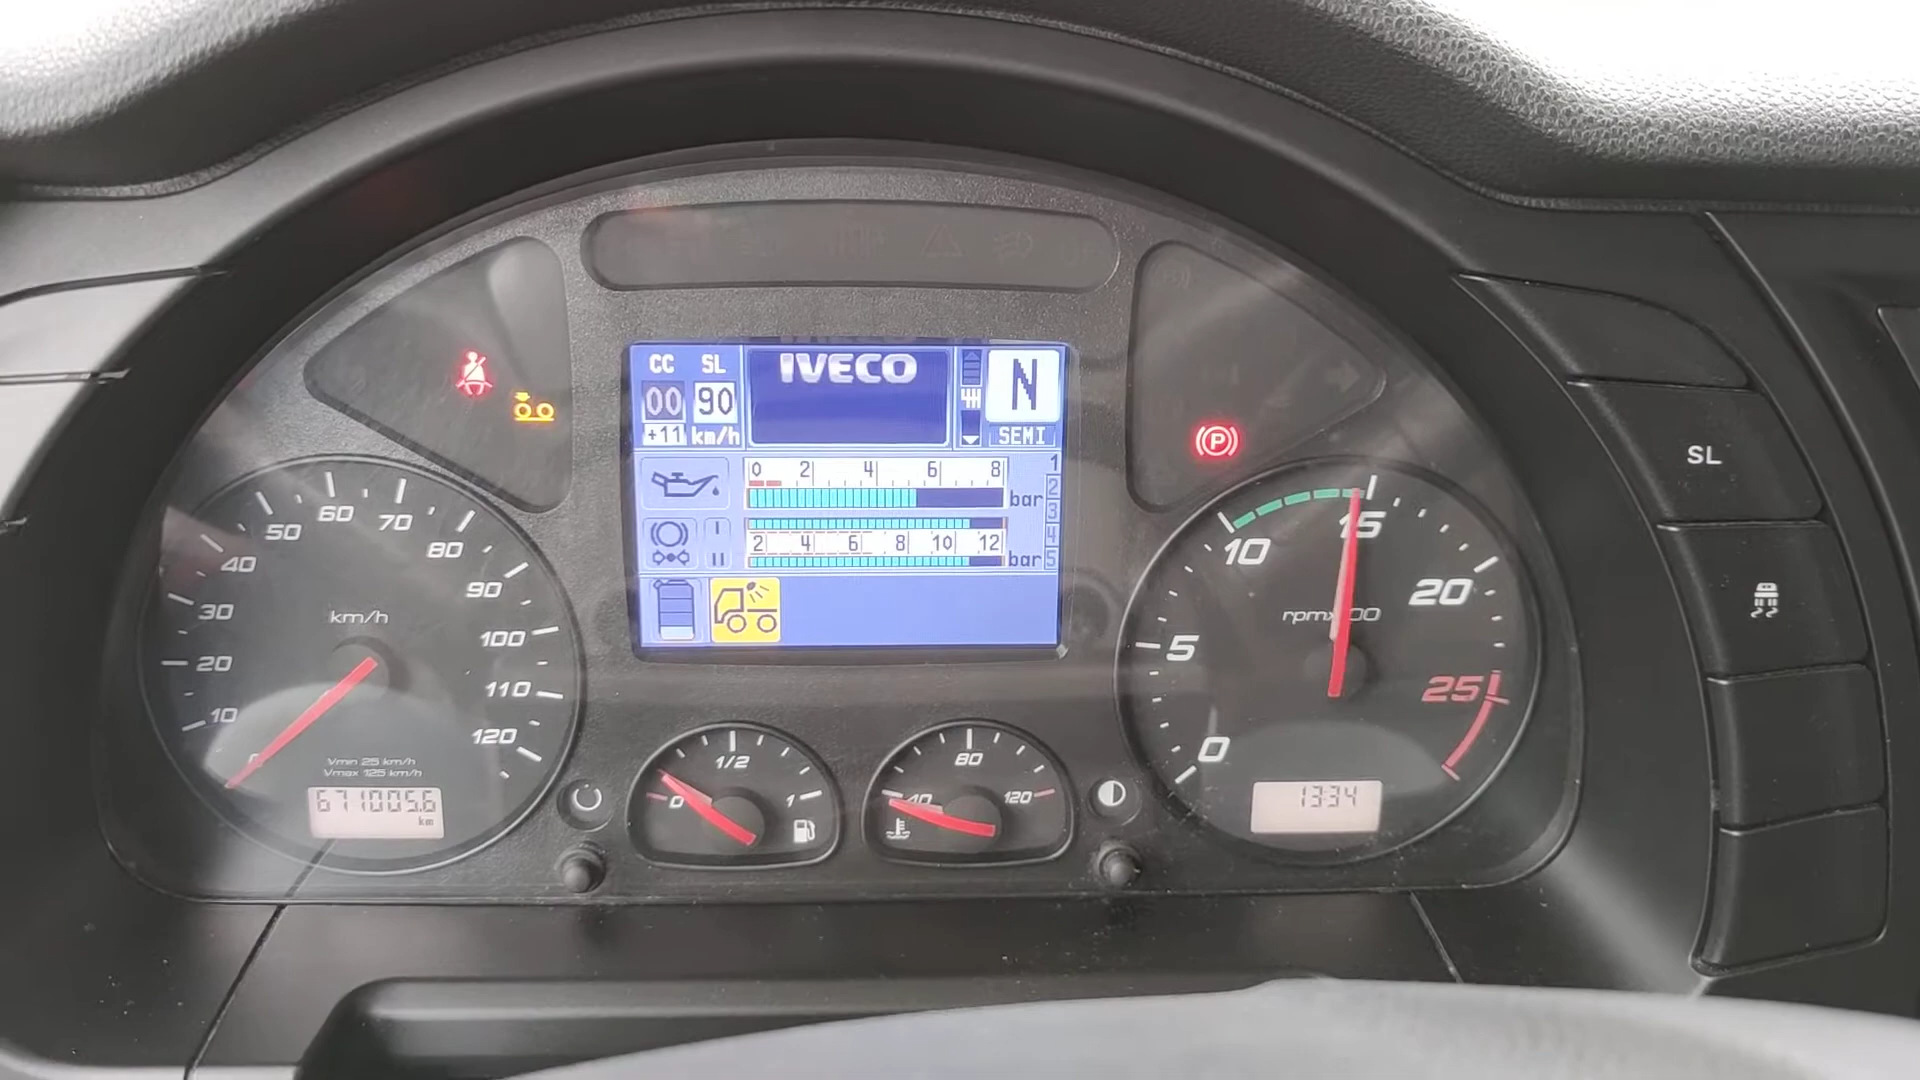 CC SL
00 90
+11 km/h
IVECO
N
SEMI
0 2 4 6 8
bar
I
II
2 4 6 8 10 12
bar
1
2
3
4
5
0 10 20 30 40 50 60 70 80 90 100 110 120
km/h
Vmin 25 km/h
Vmax 125 km/h
671005.6
km
0 1/2 1
40 80 120
0 5 10 15 20 25
13:34
P
SL